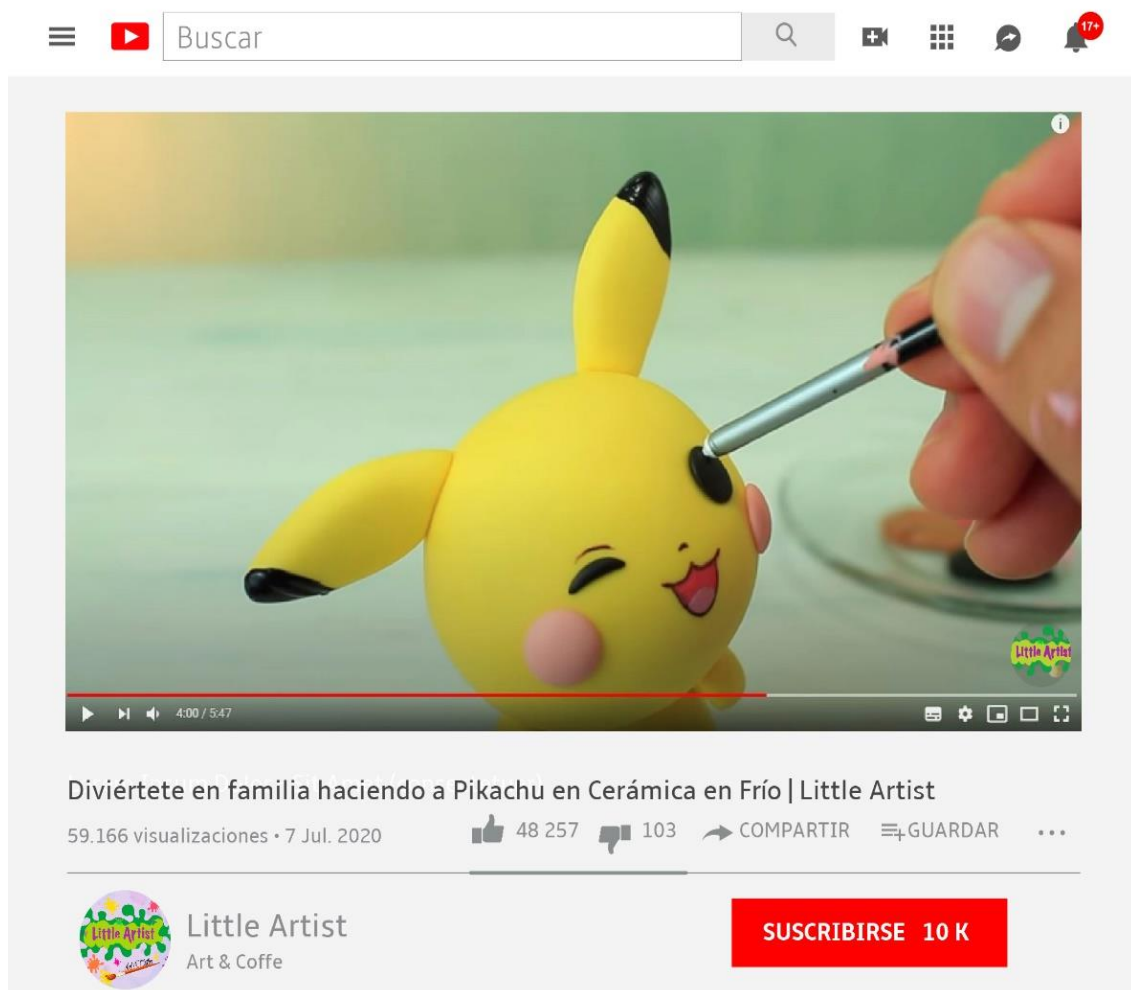 Buscar
17+
i
Little Artist
4:00 / 5:47
Diviértete en familia haciendo a Pikachu en Cerámica en Frío | Little Artist
59.166 visualizaciones • 7 Jul. 2020
48 257
103
COMPARTIR
GUARDAR
Little Artist
Little Artist
Art & Coffe
SUSCRIBIRSE 10 K